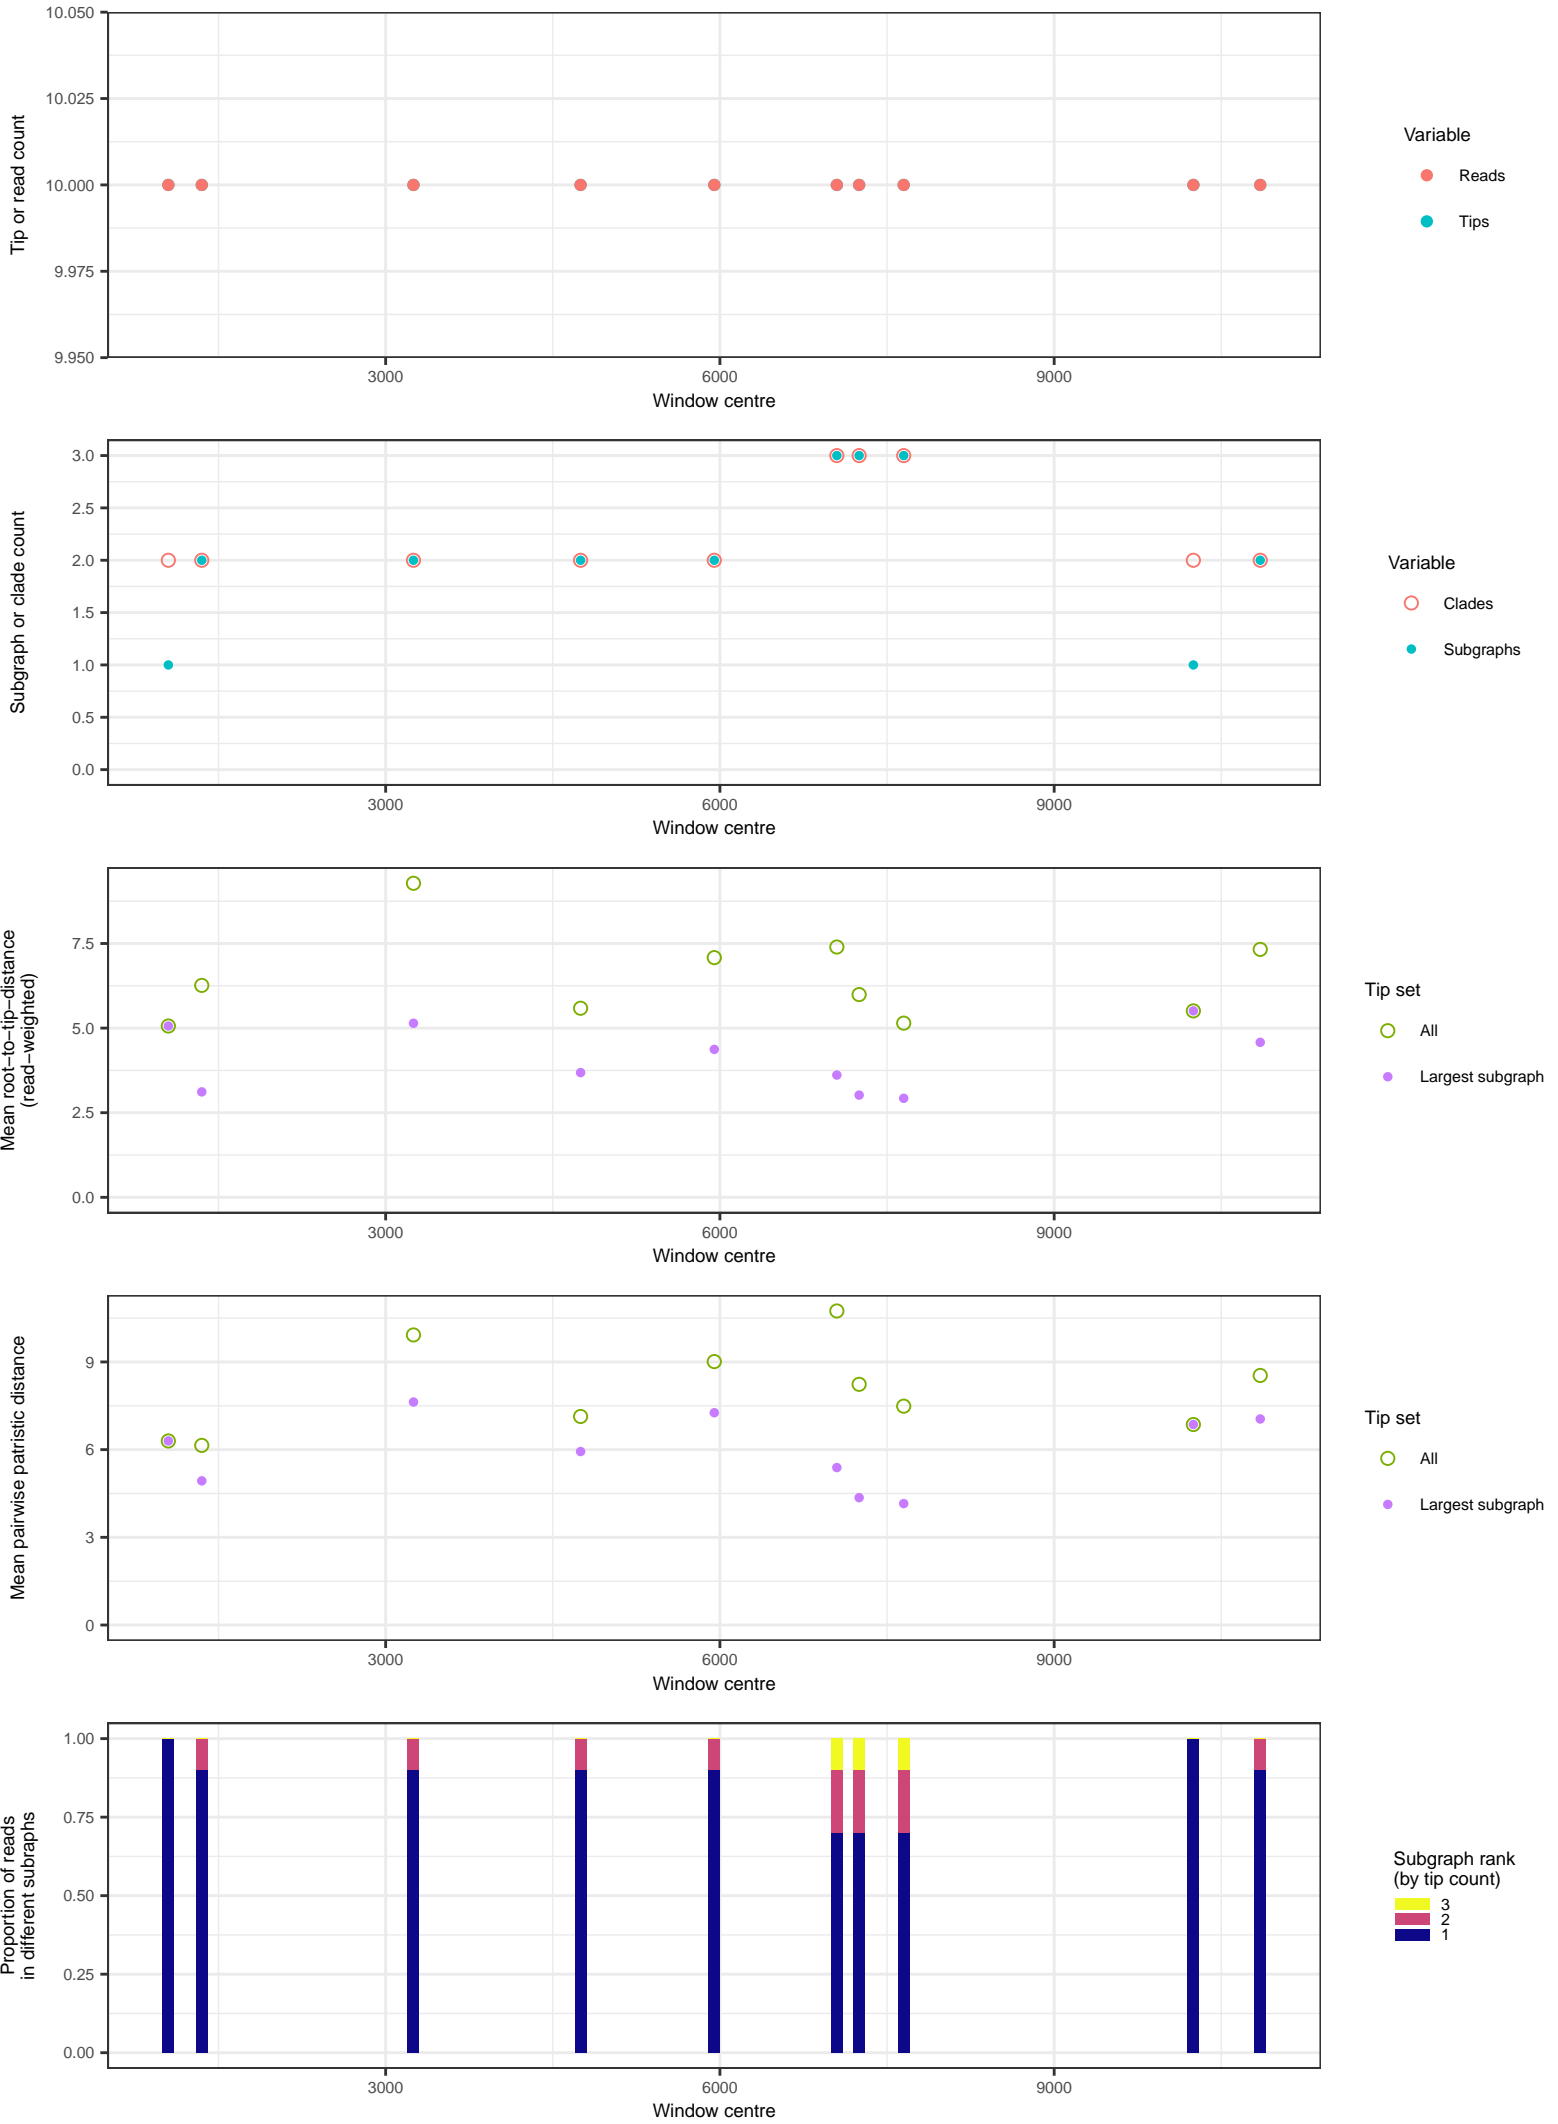 10.050
10.025
10.000
9.975
9.950
Tip or read count
3000
6000
9000
Window centre
Variable
Reads
Tips
3.0
2.5
2.0
1.5
1.0
0.5
0.0
Subgraph or clade count
3000
6000
9000
Window centre
Variable
Clades
Subgraphs
7.5
5.0
2.5
0.0
Mean root−to−tip−distance
(read−weighted)
3000
6000
9000
Window centre
Tip set
All
Largest subgraph
9
6
3
0
Mean pairwise patristic distance
3000
6000
9000
Window centre
Tip set
All
Largest subgraph
1.00
0.75
0.50
0.25
0.00
Proportion of reads
in different subraphs
3000
6000
9000
Window centre
Subgraph rank
(by tip count)
3
2
1